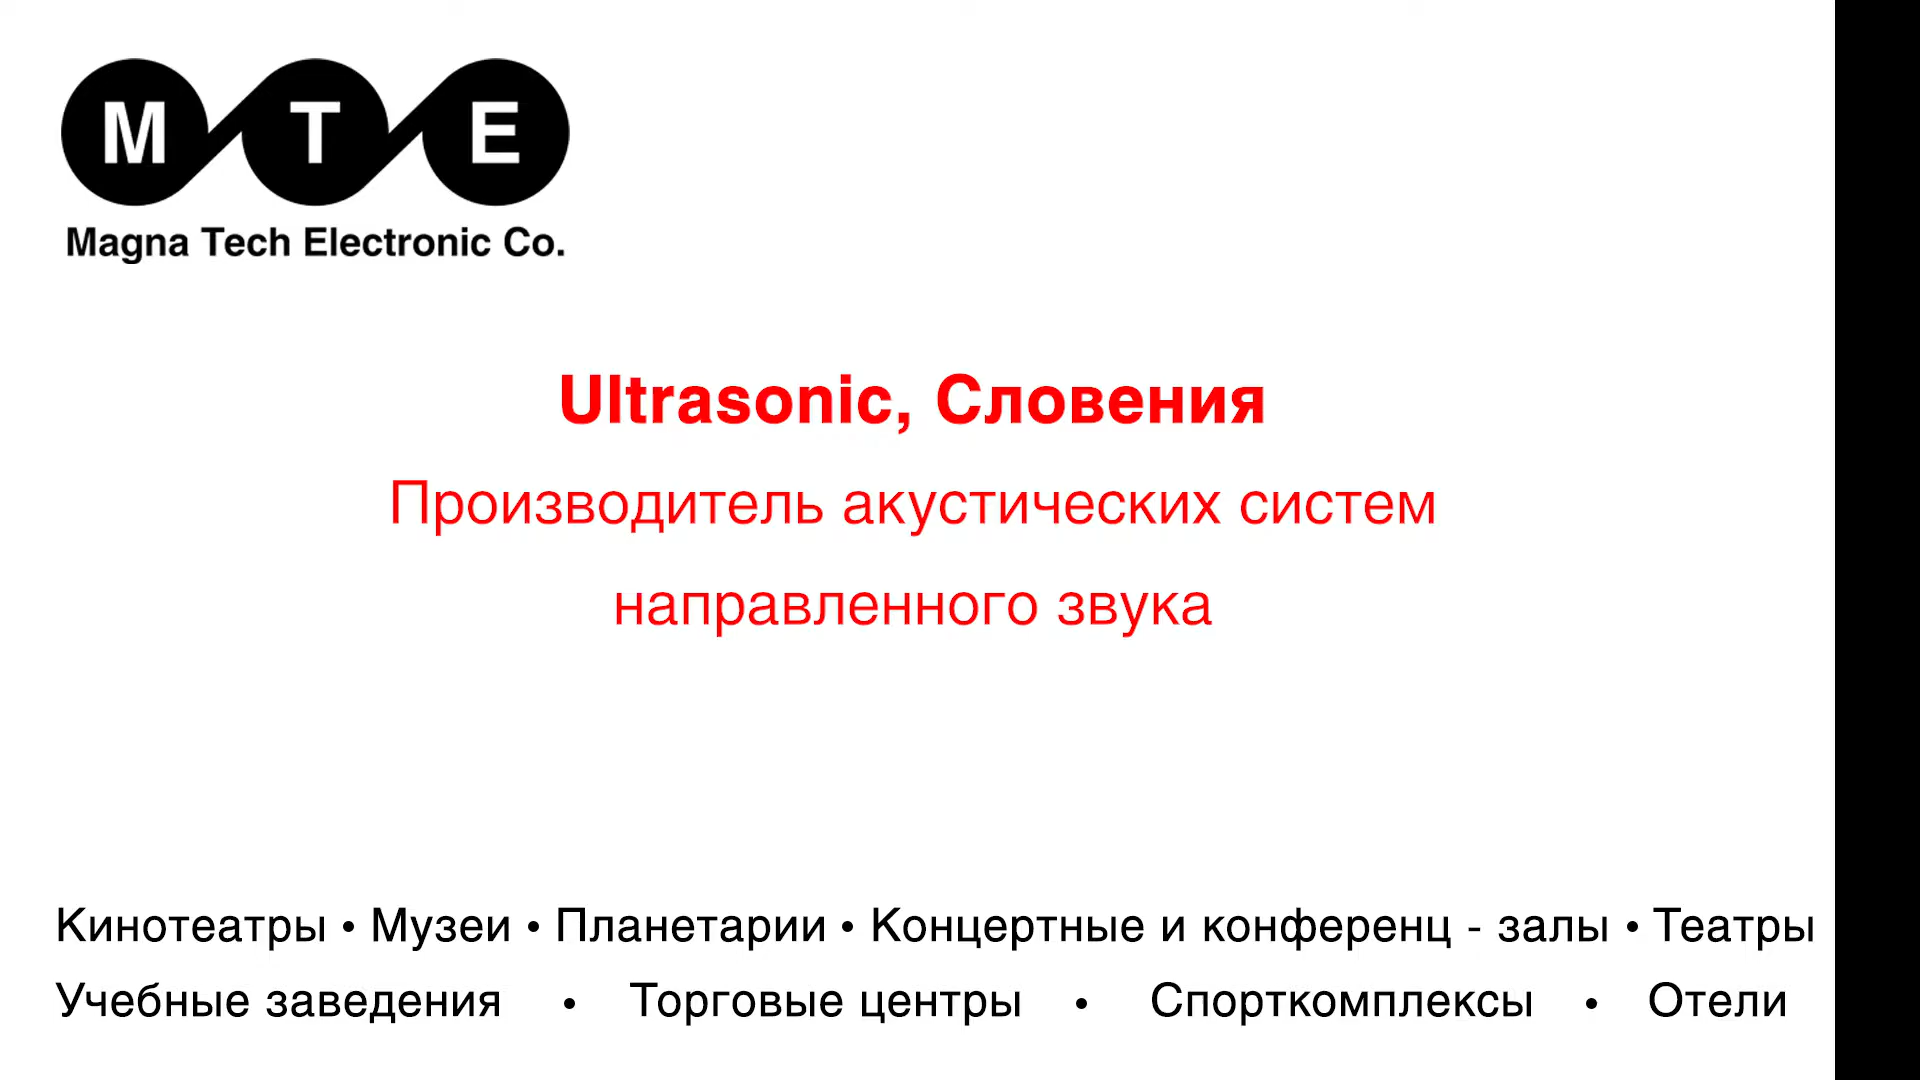 M T E
Magna Tech Electronic Co.
Ultrasonic, Словения
Производитель акустических систем
направленного звука
Кинотеатры • Музеи • Планетарии • Концертные и конференц - залы • Театры
Учебные заведения • Торговые центры • Спорткомплексы • Отели